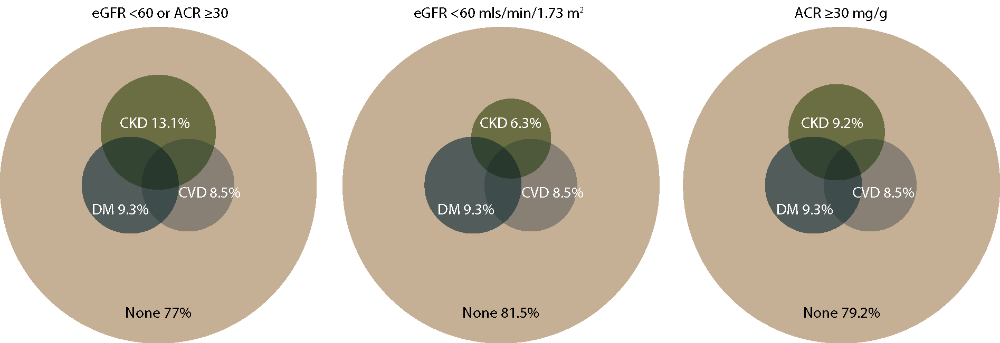 eGFR <60 or ACR ≥30
CKD 13.1%
CVD 8.5%
DM 9.3%
None 77%
eGFR <60 mls/min/1.73 m²
CKD 6.3%
CVD 8.5%
DM 9.3%
None 81.5%
ACR ≥30 mg/g
CKD 9.2%
CVD 8.5%
DM 9.3%
None 79.2%